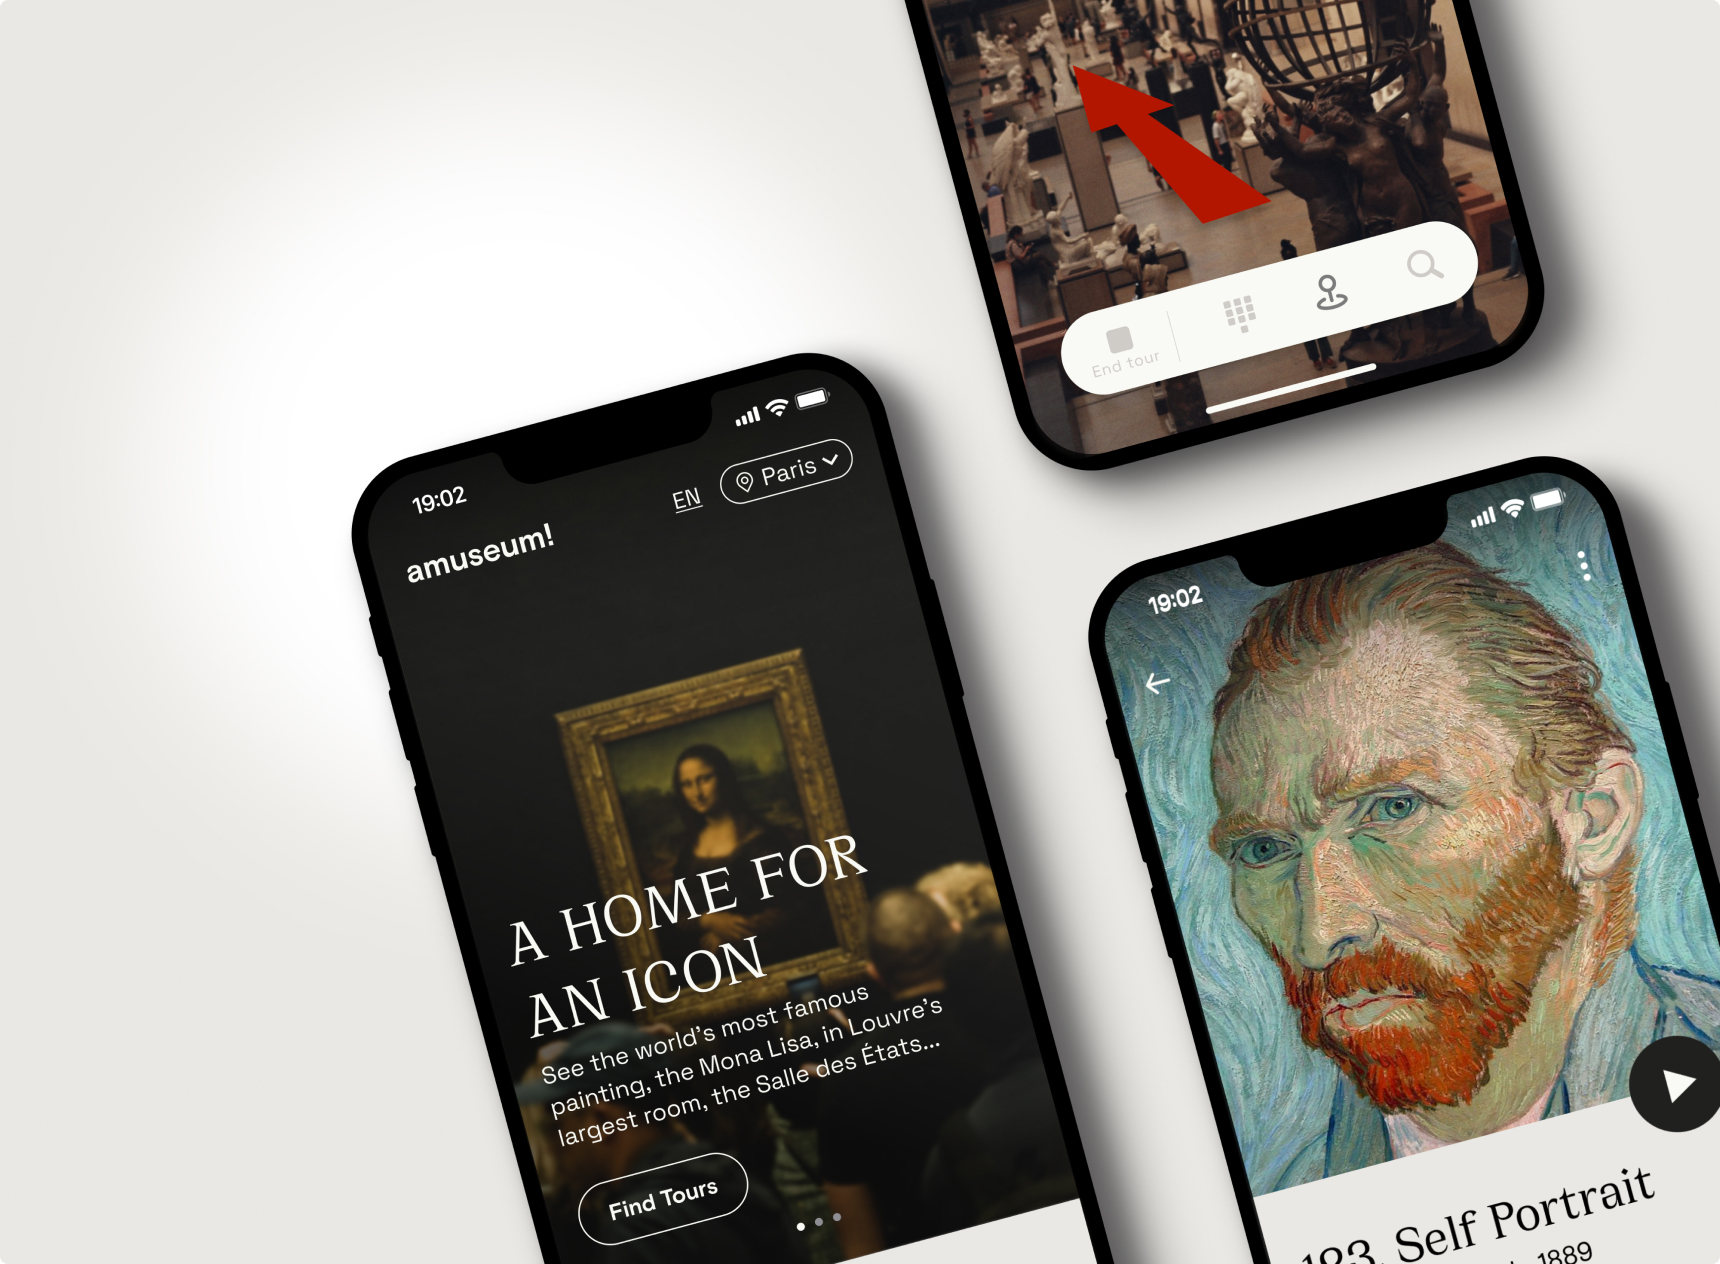 End tour
19:02
EN
Paris
amuseum!
A HOME FOR
AN ICON
See the world's most famous
painting, the Mona Lisa, in Louvre's
largest room, the Salle des États...
Find Tours
19:02
183. Self Portrait
1889